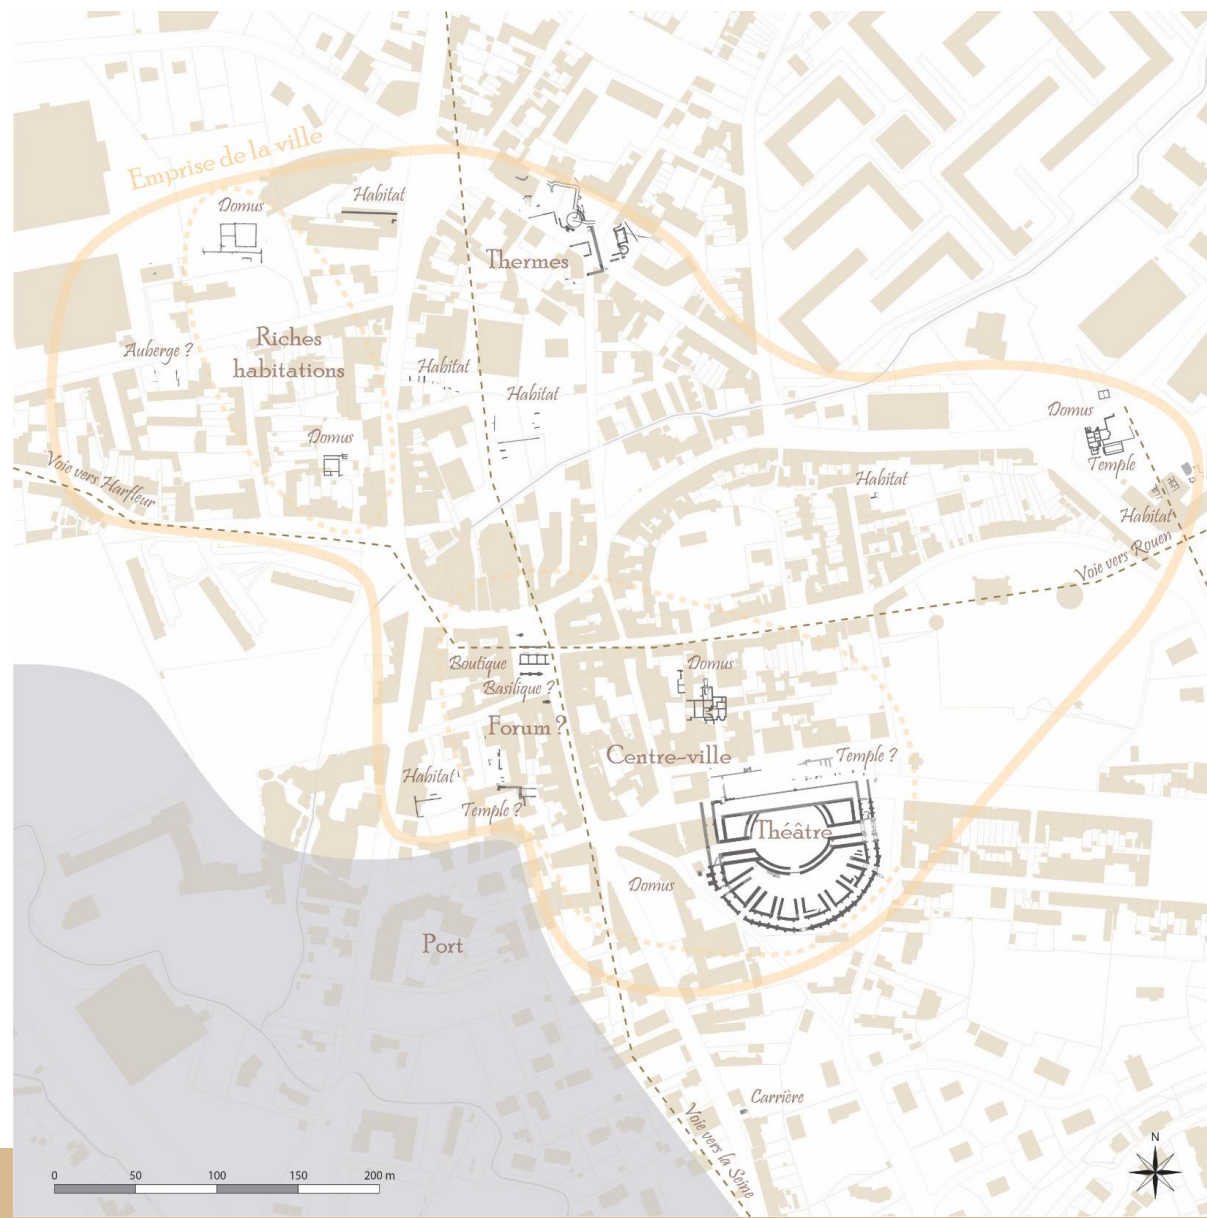 Emprise de la ville
Domus
Habitat
Thermes
Riches
habitations
Auberge ?
Habitat
Habitat
Domus
Domus
Temple
Habitat
Habitat
Voie vers Harfleur
Voie vers Rouen
Boutique
Basilique ?
Domus
Forum ?
Centre-ville
Temple ?
Habitat
Temple ?
Théâtre
Domus
Port
Carrière
Voie vers la Seine
N
0 50 100 150 200 m